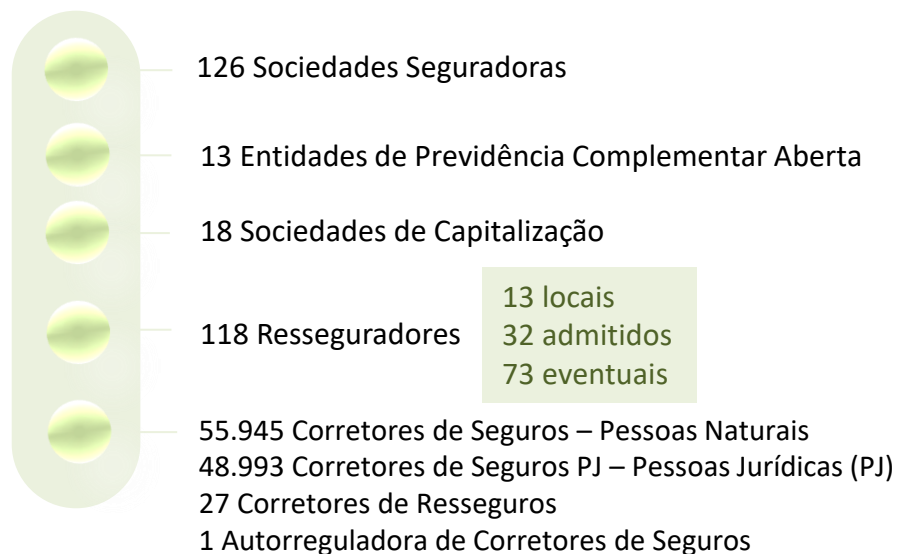 126 Sociedades Seguradoras
13 Entidades de Previdência Complementar Aberta
18 Sociedades de Capitalização
118 Resseguradores
13 locais
32 admitidos
73 eventuais
55.945 Corretores de Seguros – Pessoas Naturais
48.993 Corretores de Seguros PJ – Pessoas Jurídicas (PJ)
27 Corretores de Resseguros
1 Autorreguladora de Corretores de Seguros